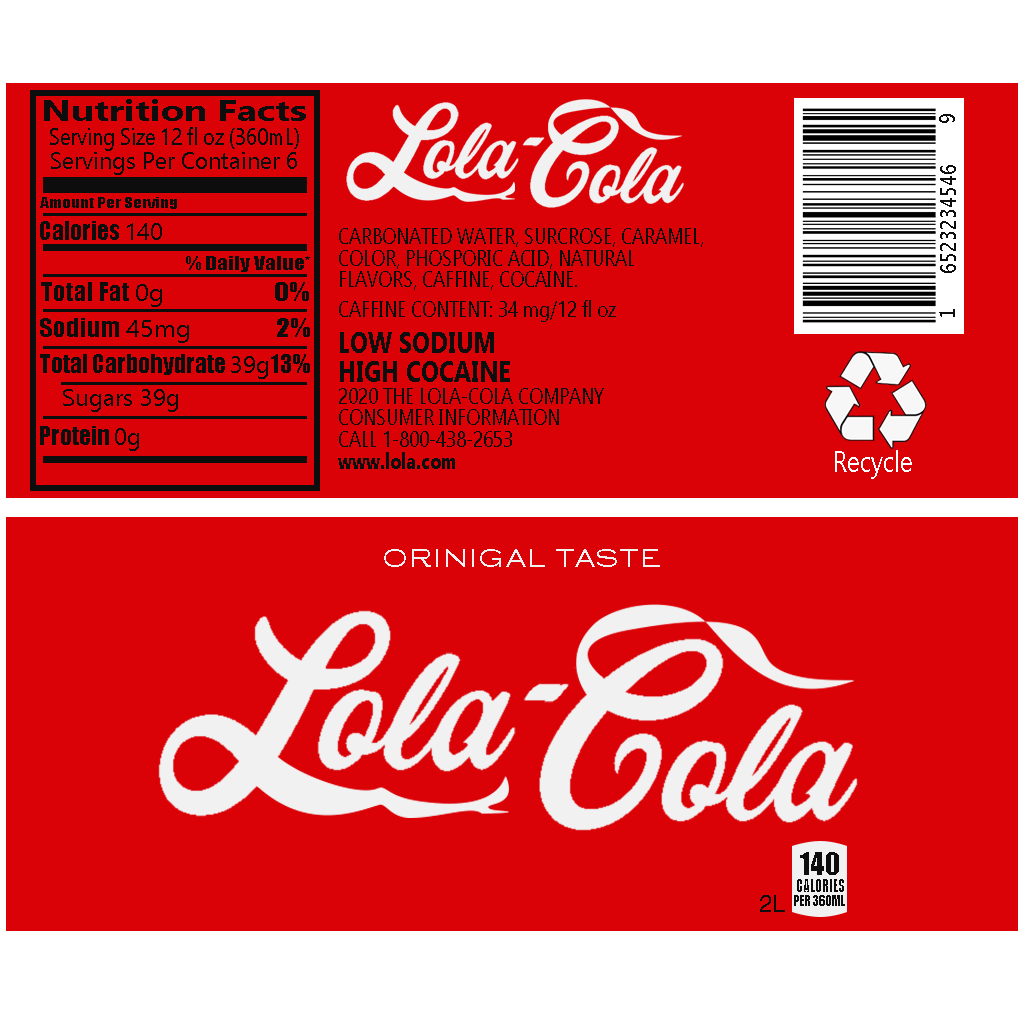 Nutrition Facts
Serving Size 12 fl oz (360mL)
Servings Per Container 6
Amount Per Serving
Calories 140
% Daily Value*
Total Fat 0g 0%
Sodium 45mg 2%
Total Carbohydrate 39g 13%
Sugars 39g
Protein 0g
Lola-Cola
CARBONATED WATER, SURCROSE, CARAMEL,
COLOR. PHOSPORIC ACID, NATURAL
FLAVORS, CAFFINE, COCAINE.
CAFFINE CONTENT: 34 mg/12 fl oz
LOW SODIUM
HIGH COCAINE
2020 THE LOLA-COLA COMPANY
CONSUMER INFORMATION
CALL 1-800-438-2653
www.lola.com
1 6523234546 9
Recycle
ORINIGAL TASTE
Lola-Cola
2L
140
CALORIES
PER 360ML